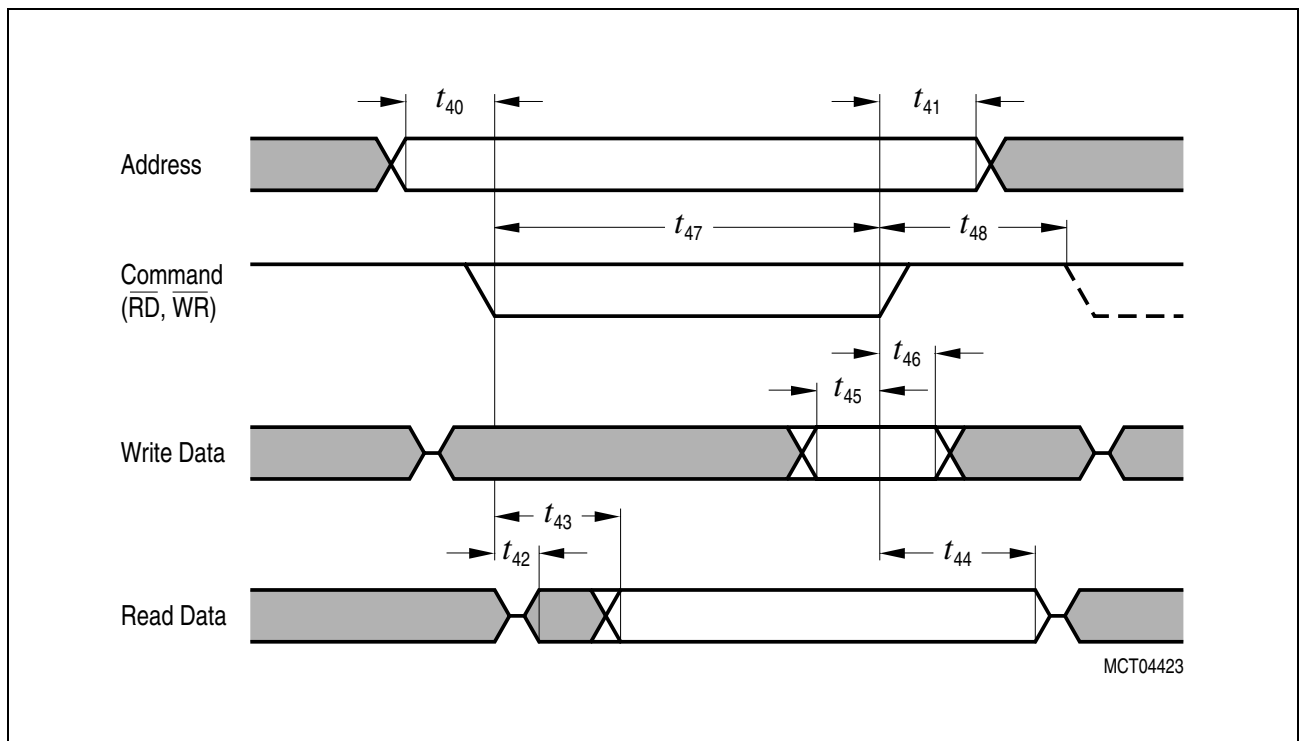 t40 t41
Address
t47 t48
Command
(RD, WR)
t46
t45
Write Data
t43
t42 t44
Read Data
MCT04423